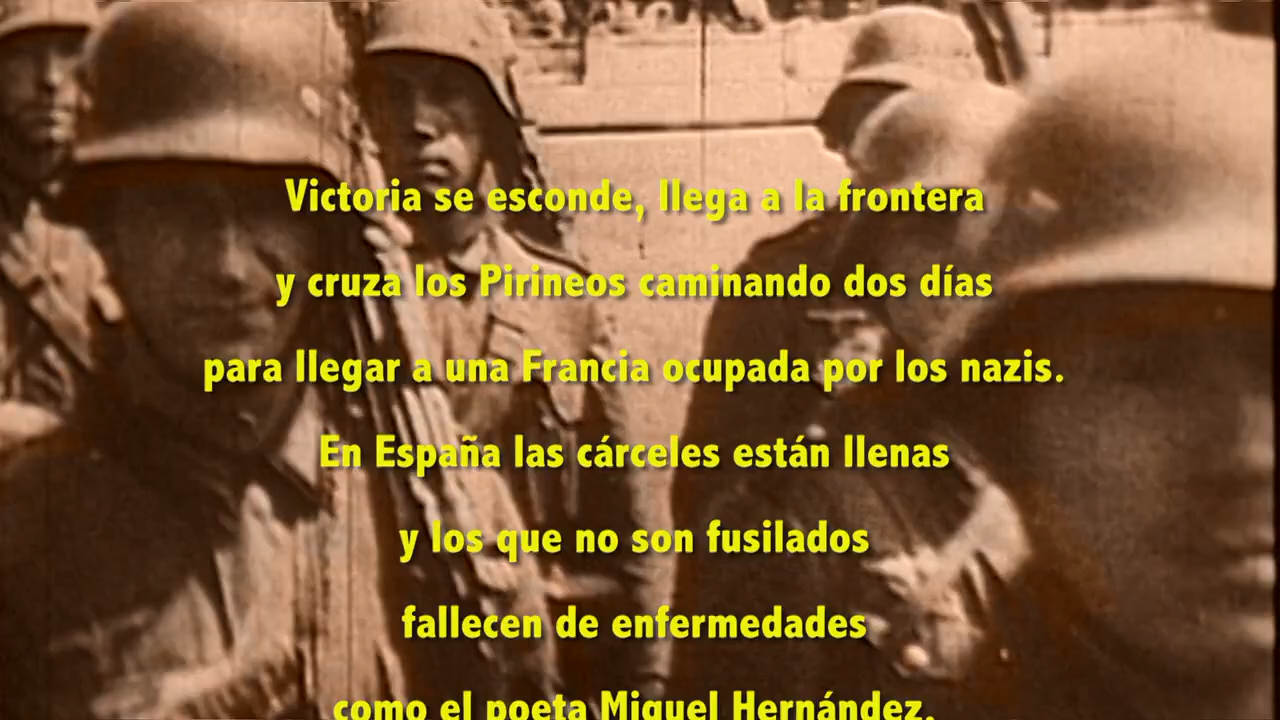 Victoria se esconde, llega a la frontera
y cruza los Pirineos caminando dos días
para llegar a una Francia ocupada por los nazis.
En España las cárceles están llenas
y los que no son fusilados
fallecen de enfermedades
como el poeta Miguel Hernández.